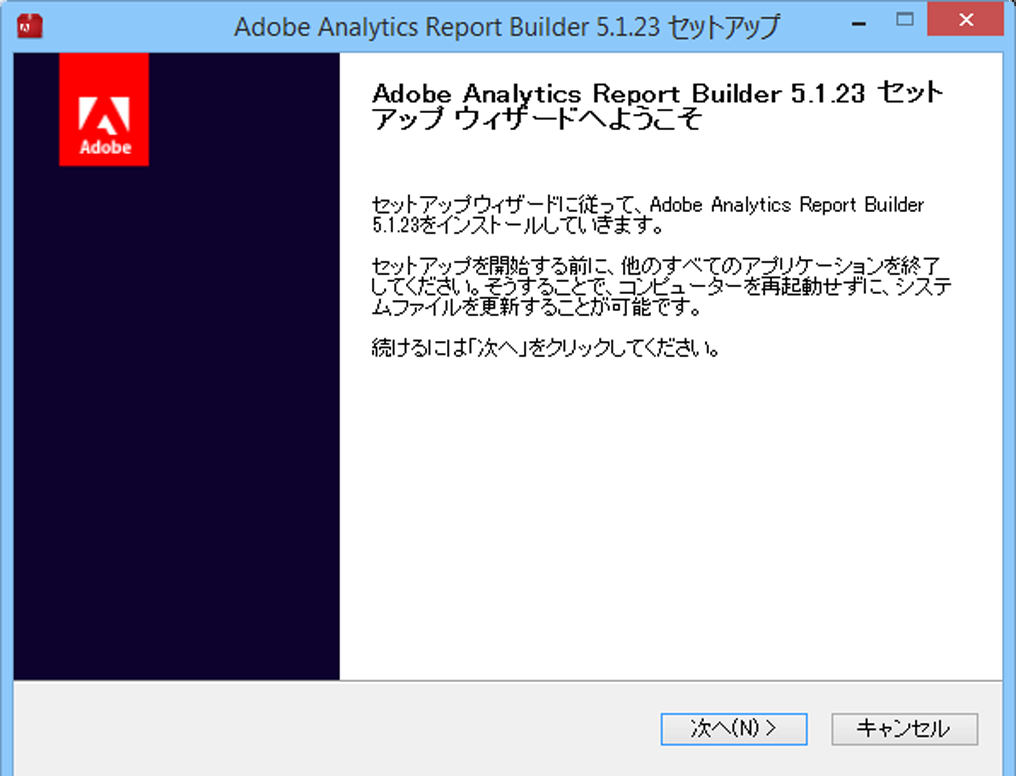 Adobe Analytics Report Builder 5.1.23 セットアップ
Adobe
Adobe Analytics Report Builder 5.1.23 セット
アップ ウィザードへようこそ
セットアップウィザードに従って、Adobe Analytics Report Builder
5.1.23をインストールしていきます。
セットアップを開始する前に、他のすべてのアプリケーションを終了
してください。そうすることで、コンピューターを再起動せずに、システ
ムファイルを更新することが可能です。
続けるには「次へ」をクリックしてください。
次へ(N) >
キャンセル